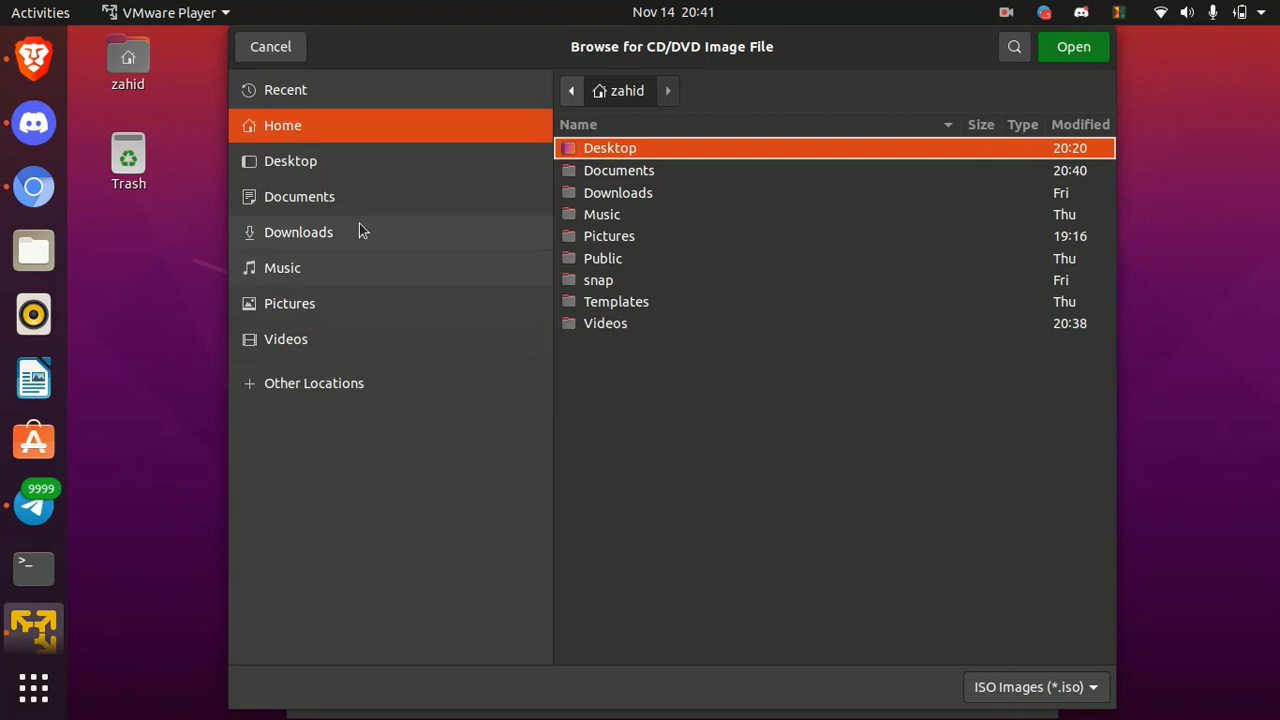 Activities
VMware Player
Nov 14 20:41
zahid
Trash
9999
>_
Cancel
Browse for CD/DVD Image File
Open
Recent
Home
Desktop
Documents
Downloads
Music
Pictures
Videos
+ Other Locations
zahid
Name Size Type Modified
Desktop 20:20
Documents 20:40
Downloads Fri
Music Thu
Pictures 19:16
Public Thu
snap Fri
Templates Thu
Videos 20:38
ISO Images (*.iso)